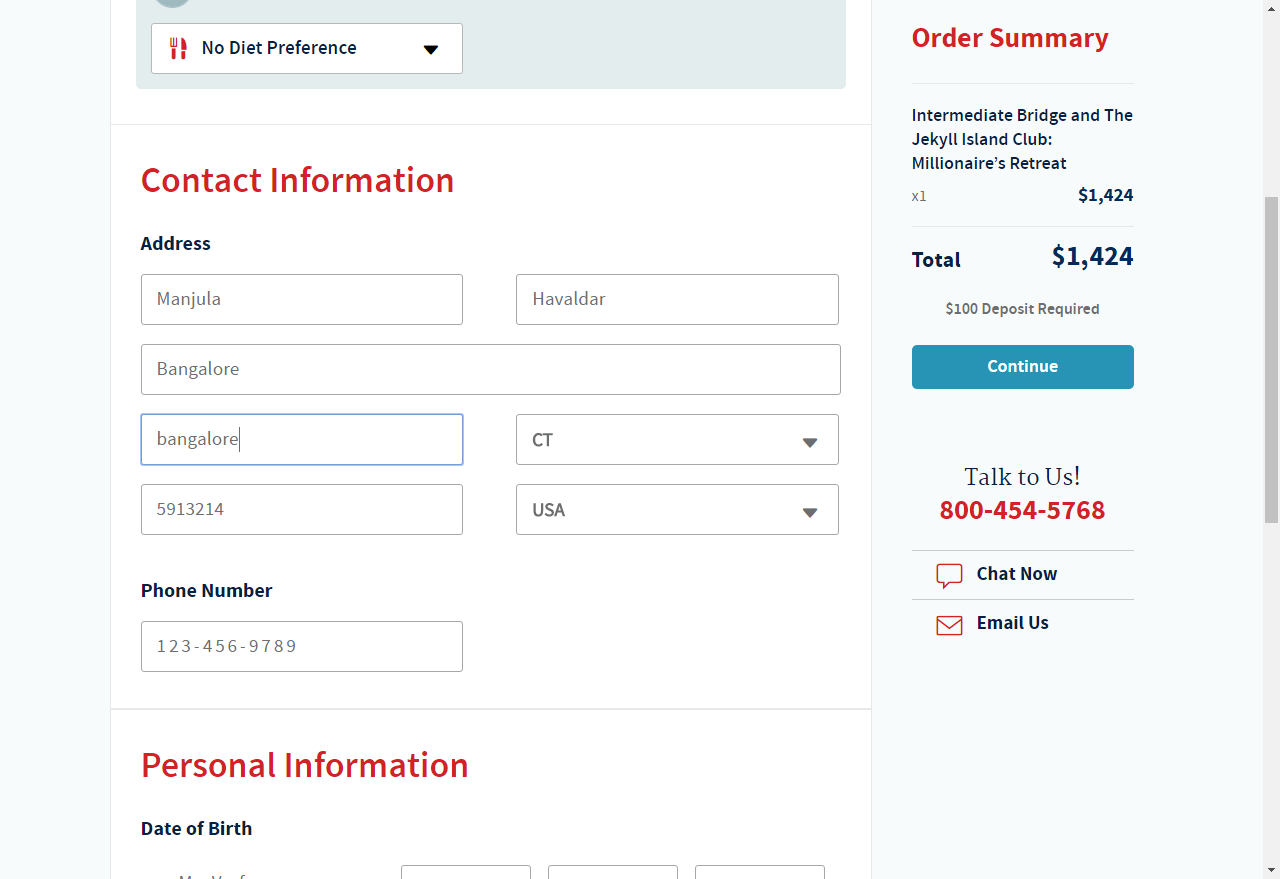 No Diet Preference
Contact Information
Address
Manjula
Havaldar
Bangalore
bangalore
CT
5913214
USA
Phone Number
123-456-9789
Personal Information
Date of Birth
Order Summary
Intermediate Bridge and The
Jekyll Island Club:
Millionaire’s Retreat
x1 $1,424
Total $1,424
$100 Deposit Required
Continue
Talk to Us!
800-454-5768
Chat Now
Email Us